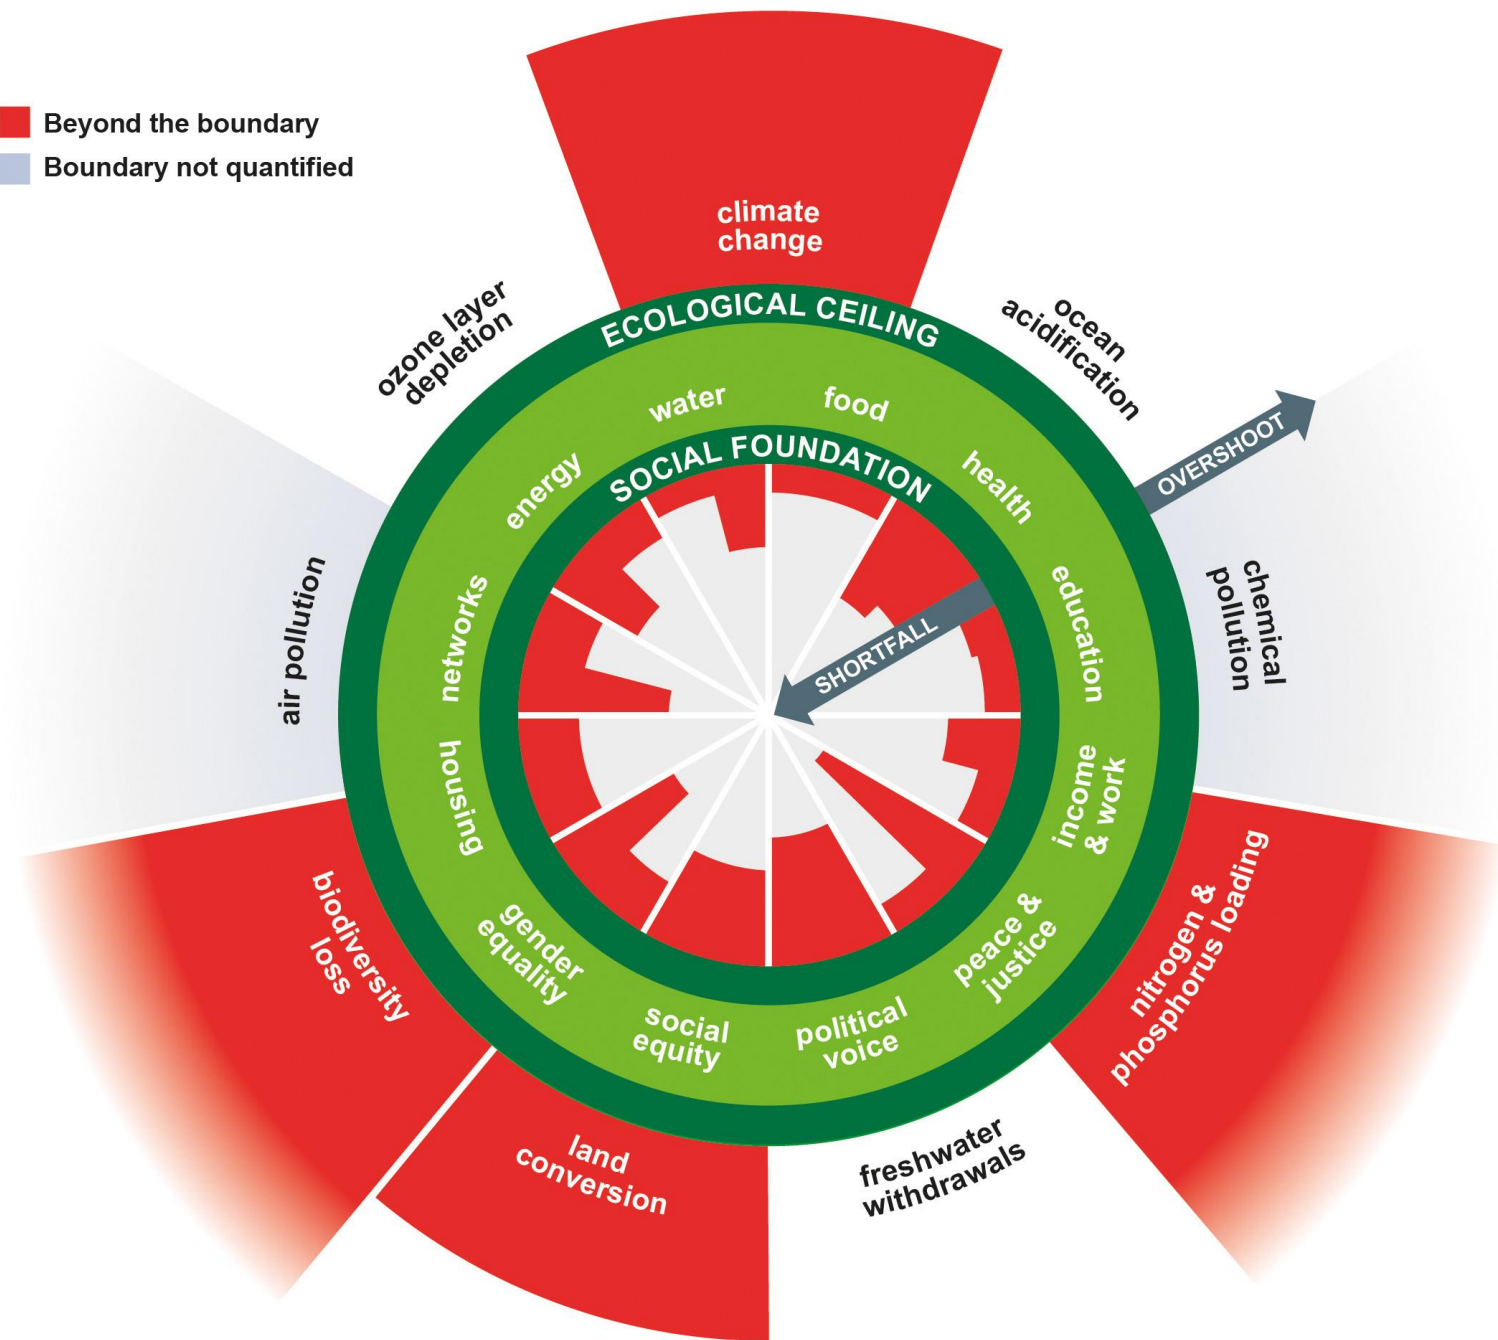 Beyond the boundary
Boundary not quantified
climate
change
ozone layer
depletion
ocean
acidification
ECOLOGICAL CEILING
water
food
SOCIAL FOUNDATION
energy
health
OVERSHOOT
networks
education
air pollution
chemical
pollution
SHORTFALL
housing
income
& work
biodiversity
loss
nitrogen &
phosphorus loading
gender
equality
peace &
justice
social
equity
political
voice
land
conversion
freshwater
withdrawals